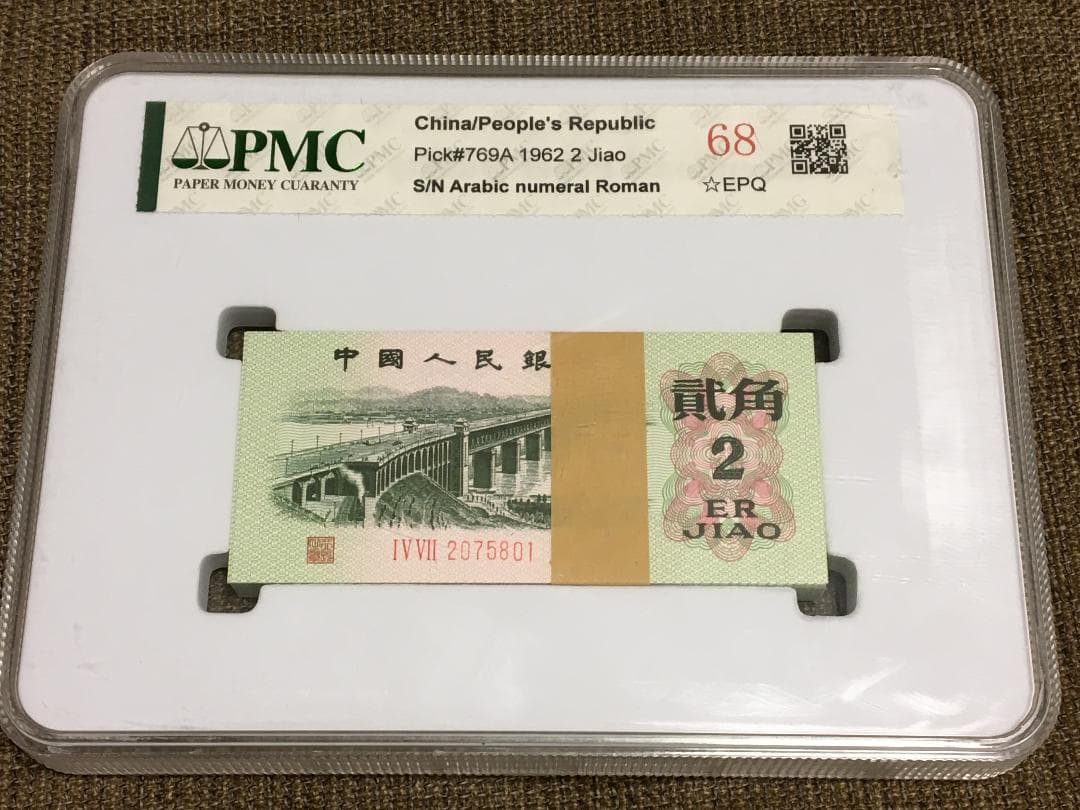 PMC
PAPER MONEY CUARANTY
China/People's Republic
Pick#769A 1962 2 Jiao
S/N Arabic numeral Roman
68
☆EPQ
中國人民銀
貳角
2
ER
JIAO
IV VII 2075801